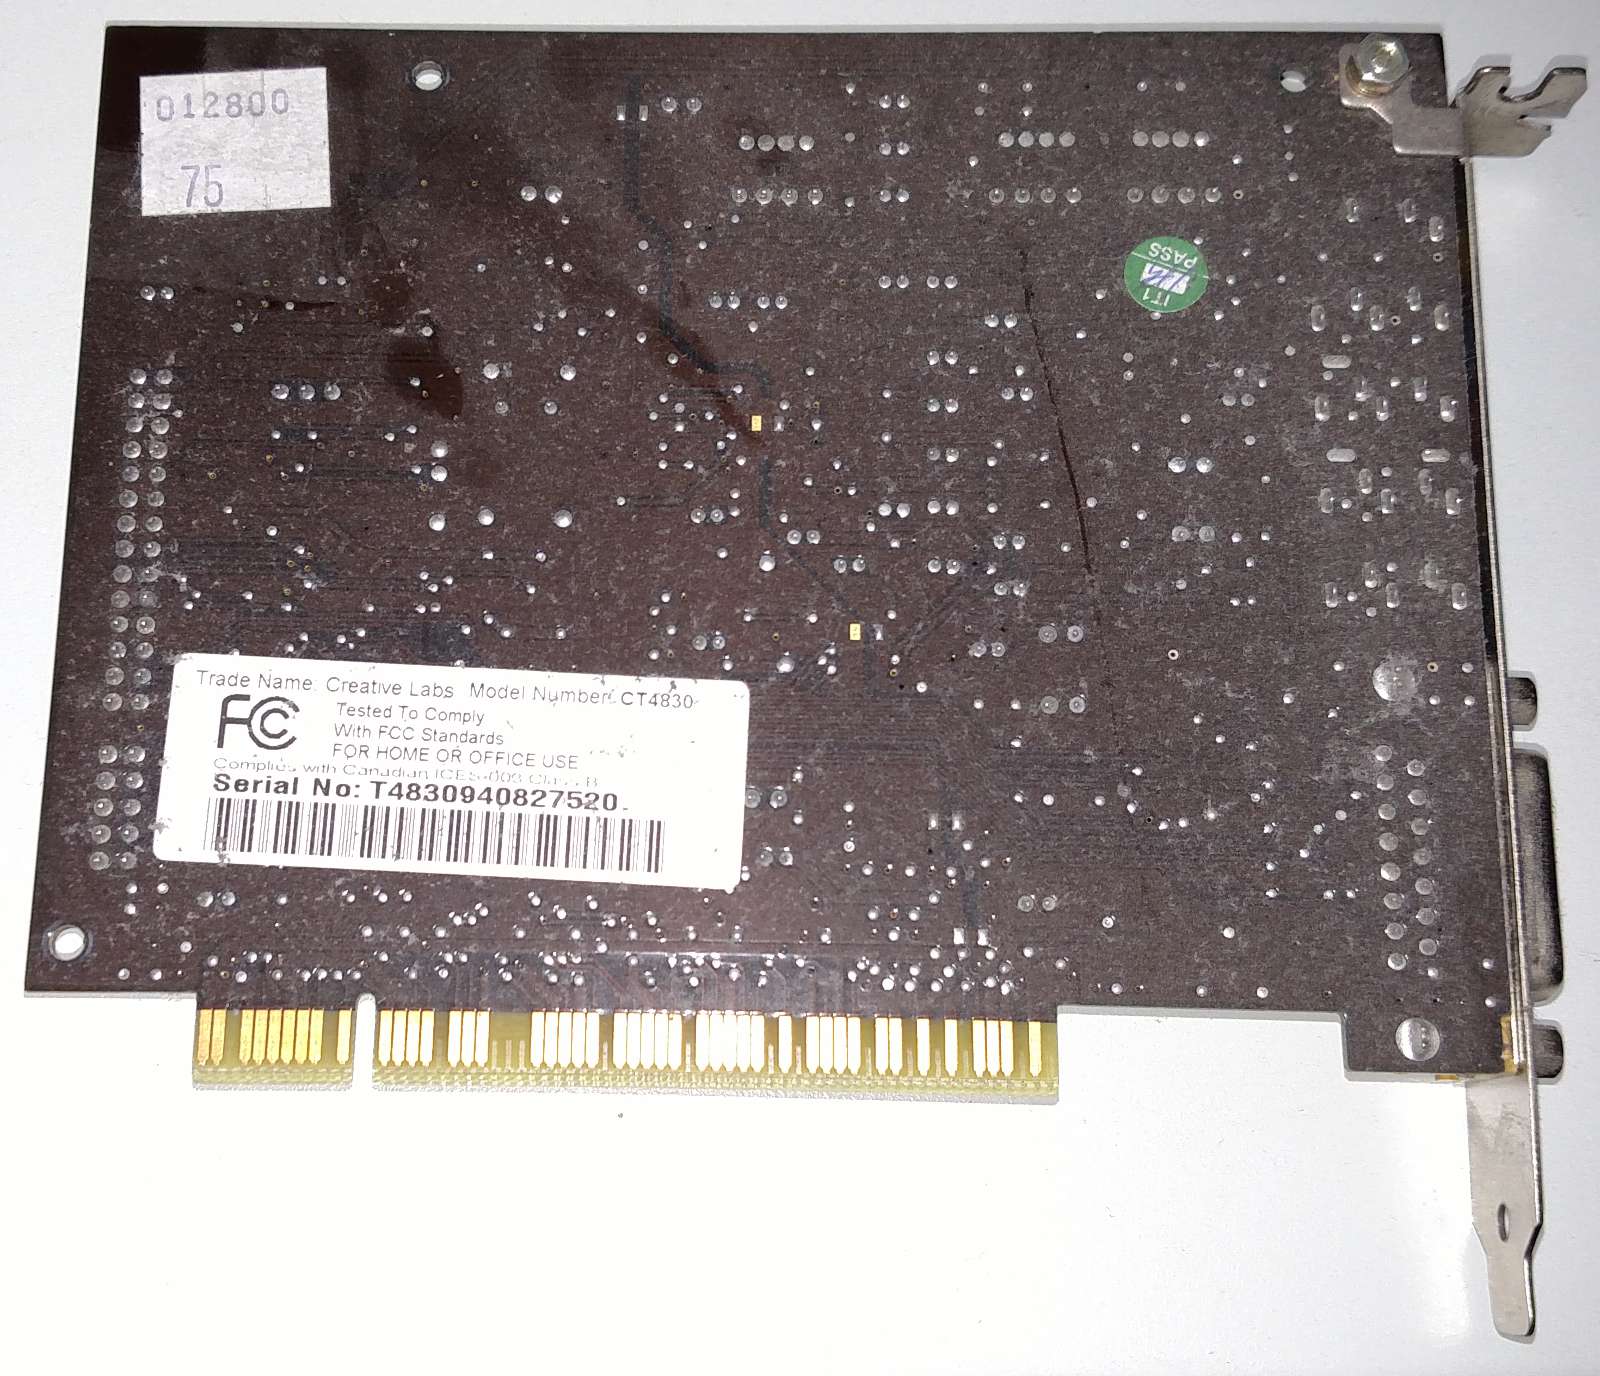 012800
75
PASS
IT1
Trade Name: Creative Labs Model Number: CT4830
FCC
Tested To Comply
With FCC Standards
FOR HOME OR OFFICE USE
Complies with Canadian ICES-003 Class B
Serial No: T4830940827520